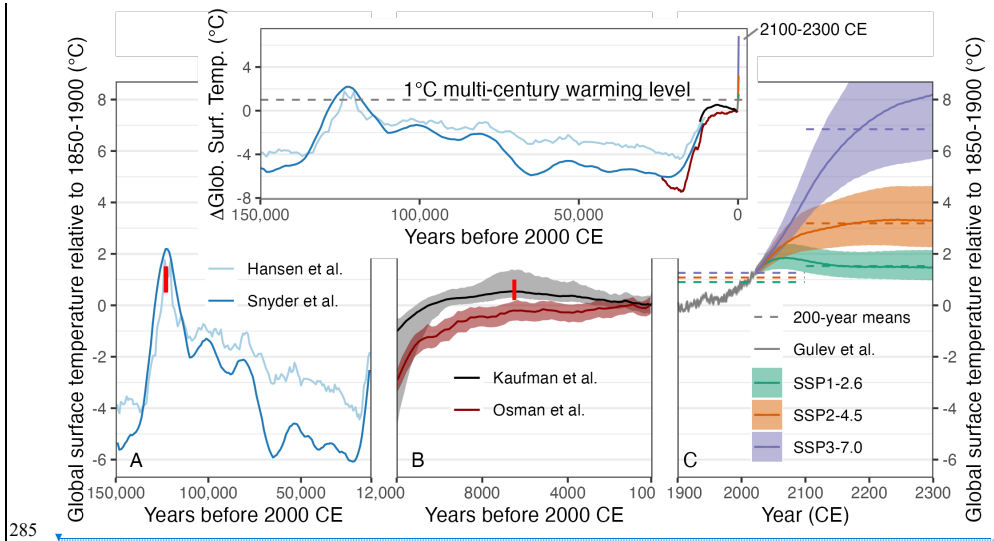 2100-2300 CE
ΔGlob. Surf. Temp. (°C)
4
0
-4
-8
1°C multi-century warming level
150,000 100,000 50,000 0
Years before 2000 CE
Global surface temperature relative to 1850-1900 (°C)
8
6
4
2
0
-2
-4
-6
Hansen et al.
Snyder et al.
A
150,000 100,000 50,000 12,000
Years before 2000 CE
Kaufman et al.
Osman et al.
B
8000 4000 100
Years before 2000 CE
200-year means
Gulev et al.
SSP1-2.6
SSP2-4.5
SSP3-7.0
C
1900 2000 2100 2200 2300
Year (CE)
8
6
4
2
0
-2
-4
-6
Global surface temperature relative to 1850-1900 (°C)
285